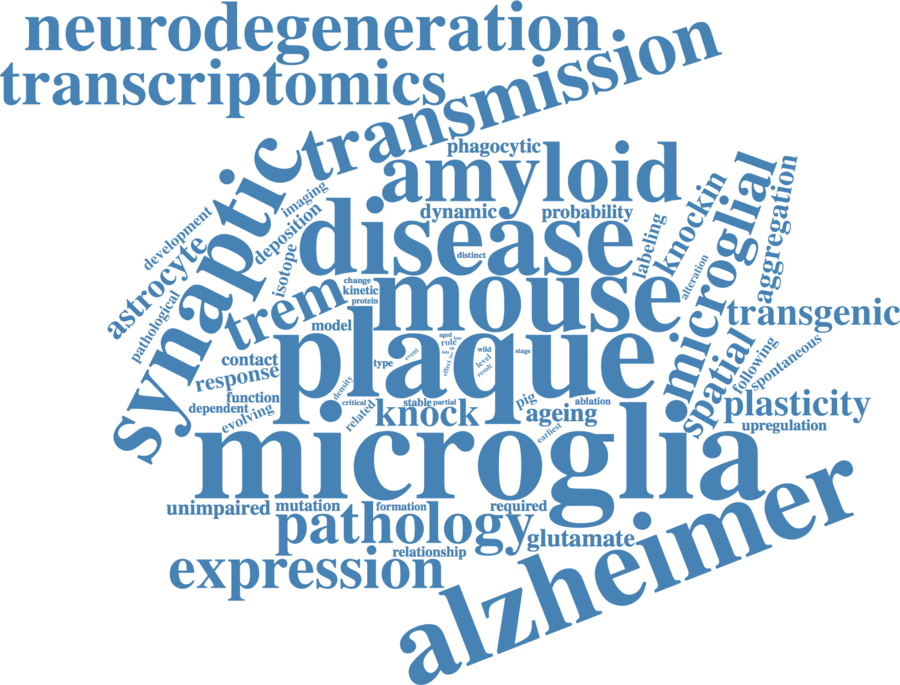 neurodegeneration
transcriptomics
transmission
phagocytic
amyloid
synaptic
imaging
deposition
development
astrocyte
pathological
isotope
dynamic
probability
disease
distinct
labeling
knockin
alteration
microglial
aggregation
trem
change
kinetic
protein
mouse
transgenic
model
plaque
contact
response
function
dependent
evolving
type
event
density
critical
related
aged
role
late
effect
wild
level
result
stage
stable
partial
knock
pig
ageing
ablation
earliest
spatial
following
spontaneous
plasticity
upregulation
microglia
unimpaired
mutation
formation
required
pathology
glutamate
relationship
expression
alzheimer